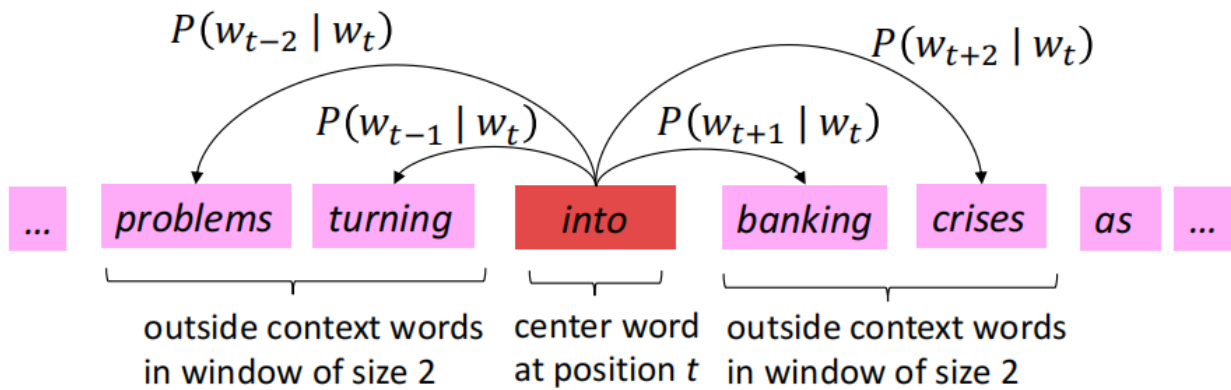 P(w_{t−2} | w_t)
P(w_{t+2} | w_t)
P(w_{t−1} | w_t)
P(w_{t+1} | w_t)
... problems turning into banking crises as ...
outside context words
in window of size 2
center word
at position t
outside context words
in window of size 2